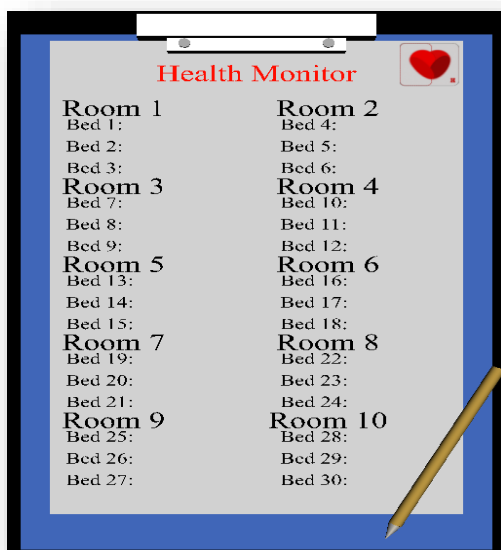 Health Monitor
Room 1
Bed 1:
Bed 2:
Bed 3:
Room 2
Bed 4:
Bed 5:
Bed 6:
Room 3
Bed 7:
Bed 8:
Bed 9:
Room 4
Bed 10:
Bed 11:
Bed 12:
Room 5
Bed 13:
Bed 14:
Bed 15:
Room 6
Bed 16:
Bed 17:
Bed 18:
Room 7
Bed 19:
Bed 20:
Bed 21:
Room 8
Bed 22:
Bed 23:
Bed 24:
Room 9
Bed 25:
Bed 26:
Bed 27:
Room 10
Bed 28:
Bed 29:
Bed 30: